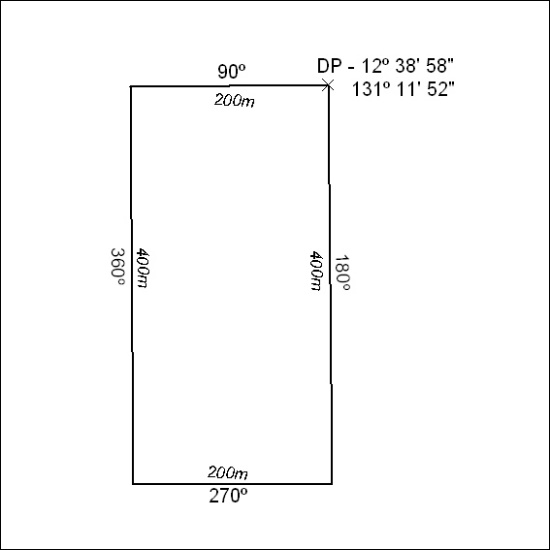 DP - 12º 38' 58"
131º 11' 52"
90º
200m
360º
400m
400m
180º
200m
270º